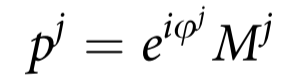 p^j = e^{iφ^j} M^j